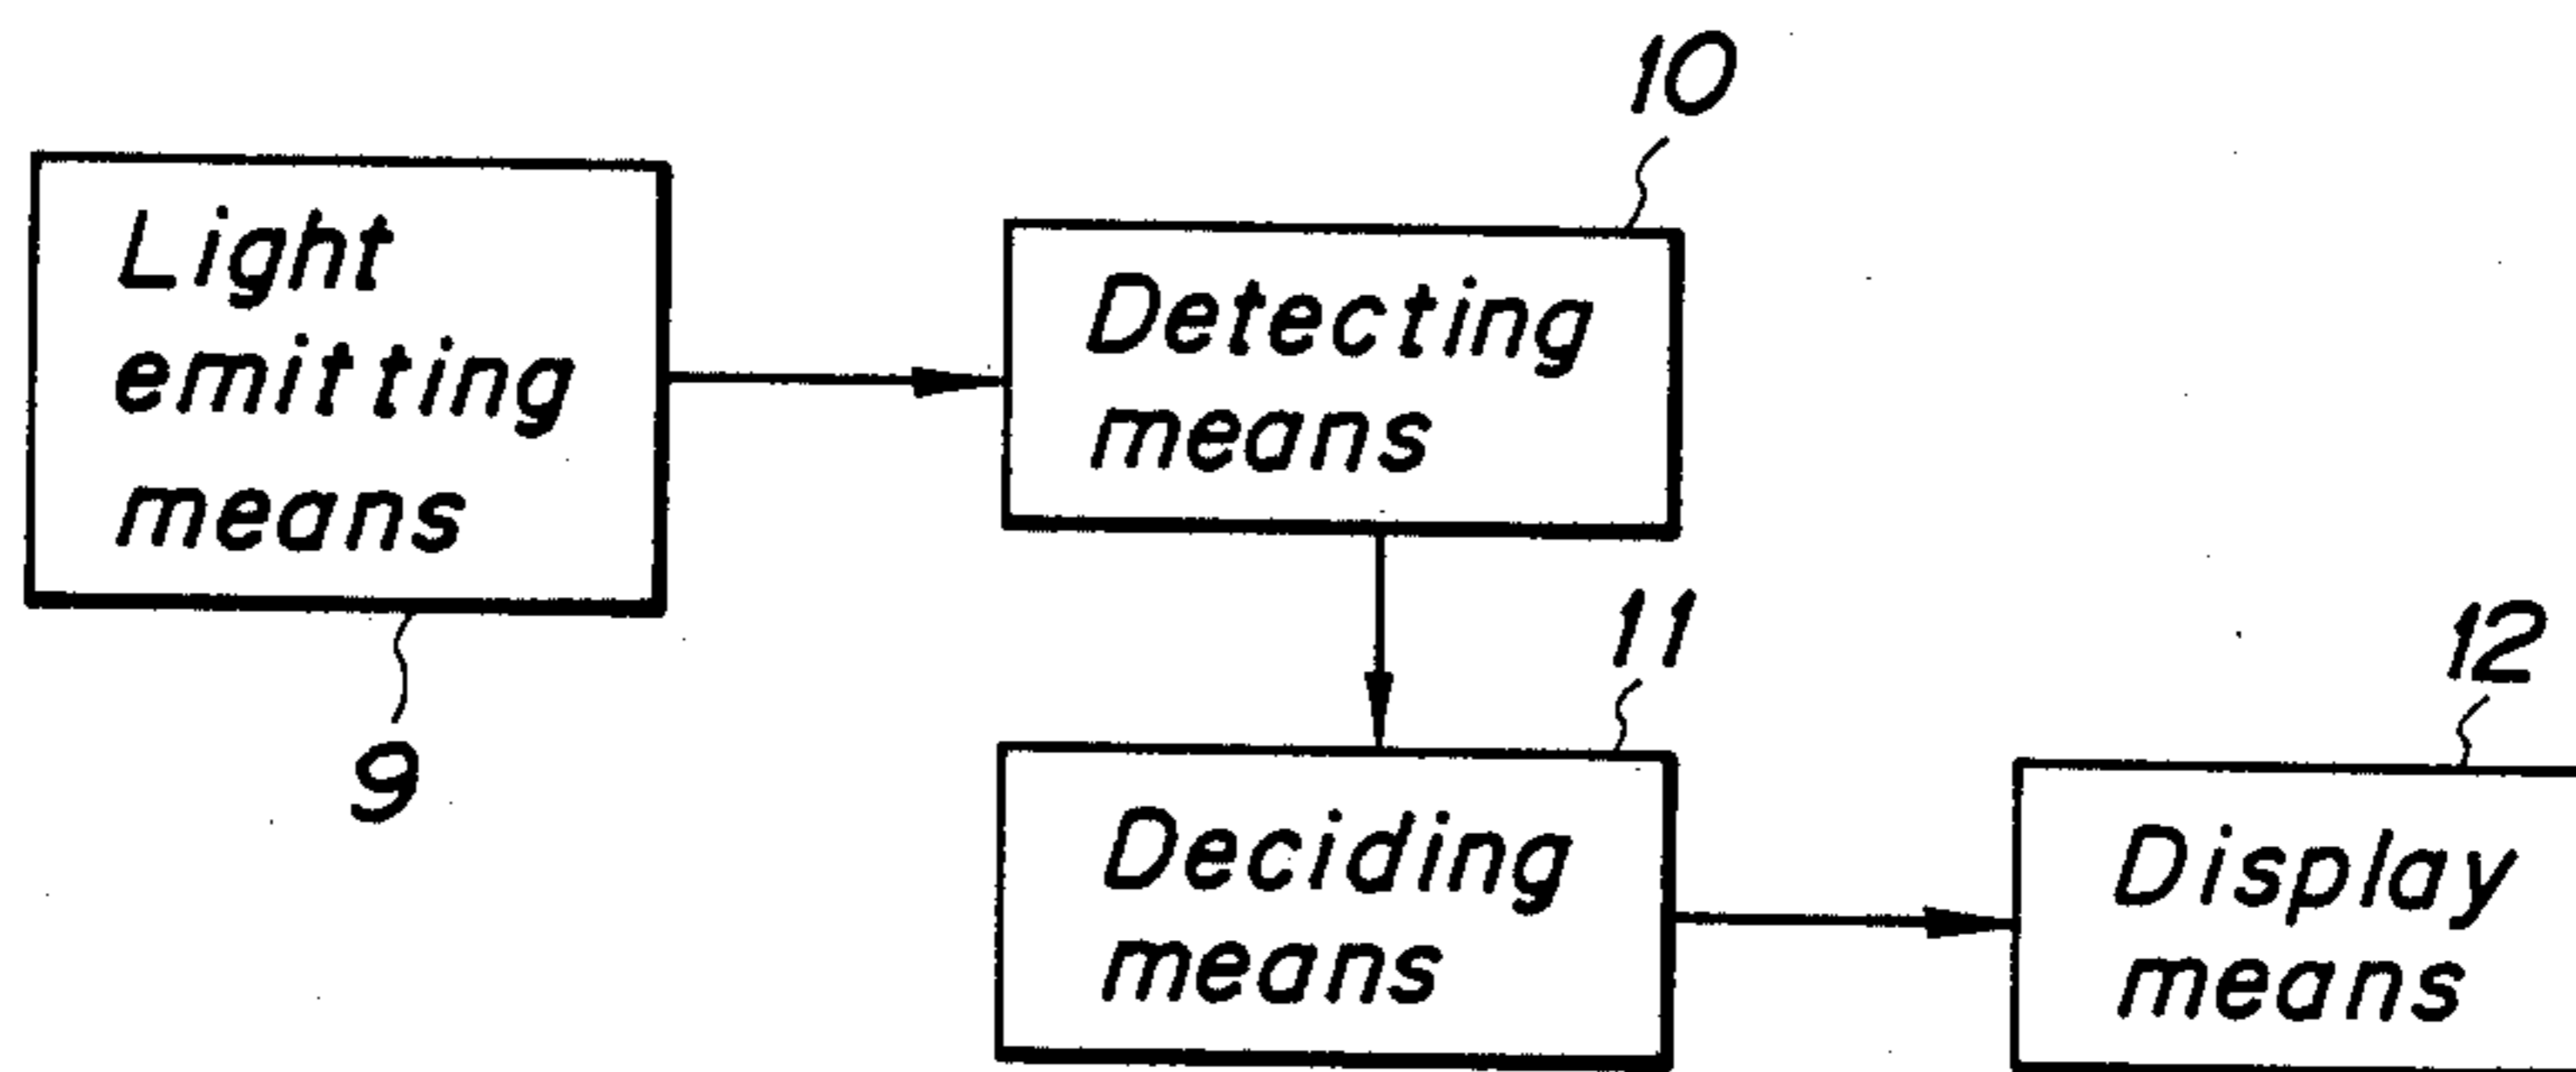 10
Light
emitting
means
Detecting
means
9
11
12
Deciding
means
Display
means